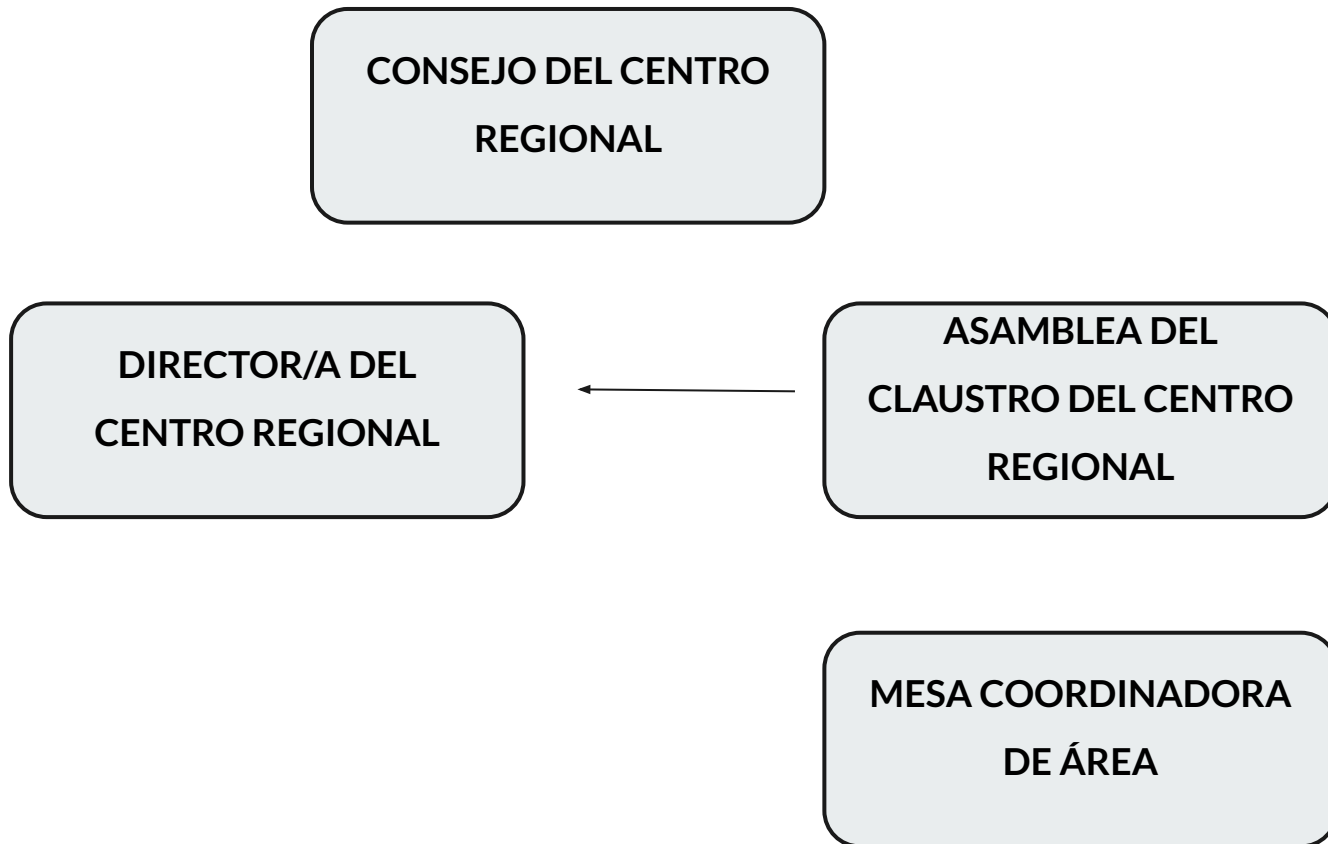 CONSEJO DEL CENTRO
REGIONAL
DIRECTOR/A DEL
CENTRO REGIONAL
ASAMBLEA DEL
CLAUSTRO DEL CENTRO
REGIONAL
MESA COORDINADORA
DE ÁREA